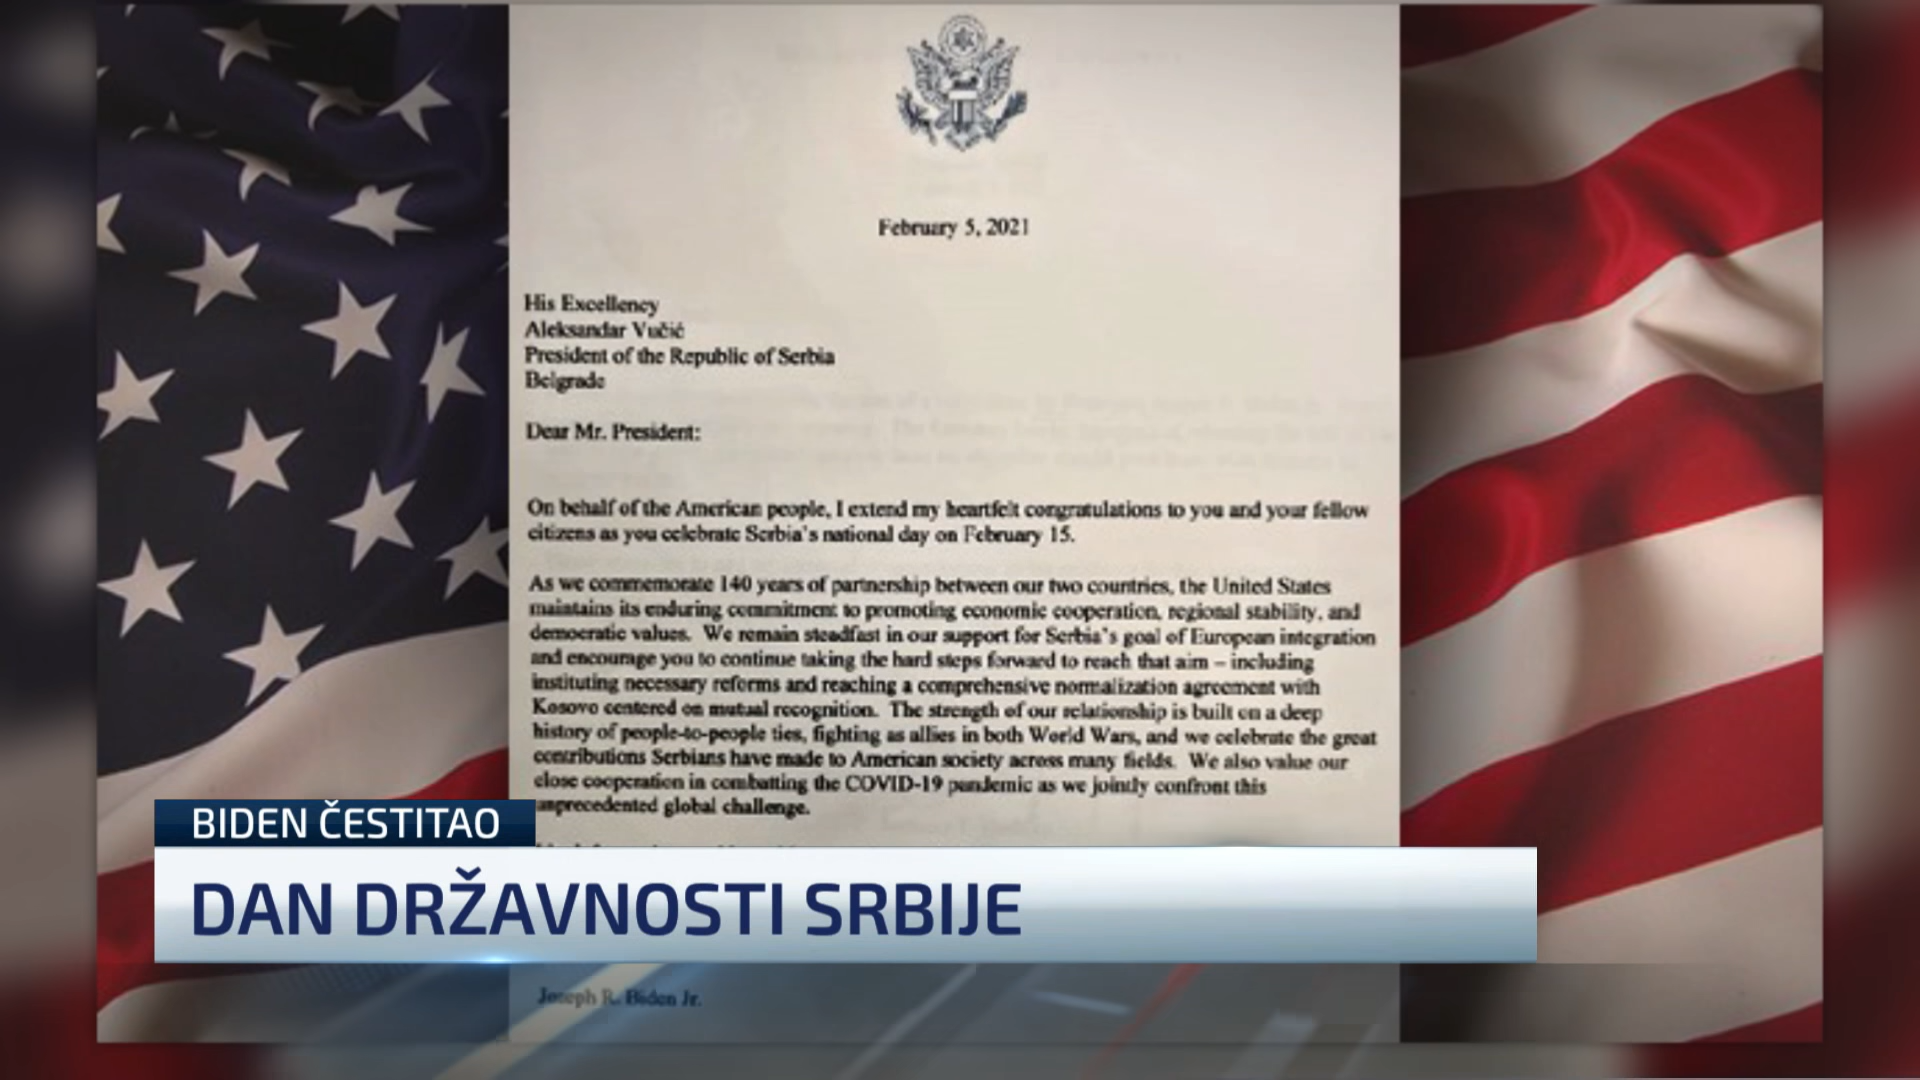 February 5, 2021
His Excellency
Aleksandar Vučić
President of the Republic of Serbia
Belgrade
Dear Mr. President:
On behalf of the American people, I extend my heartfelt congratulations to you and your fellow
citizens as you celebrate Serbia's national day on February 15.
As we commemorate 140 years of partnership between our two countries, the United States
maintains its enduring commitment to promoting economic cooperation, regional stability, and
democratic values. We remain steadfast in our support for Serbia's goal of European integration
and encourage you to continue taking the hard steps forward to reach that aim – including
instituting necessary reforms and reaching a comprehensive normalization agreement with
Kosovo centered on mutual recognition. The strength of our relationship is built on a deep
history of people-to-people ties, fighting as allies in both World Wars, and we celebrate the great
contributions Serbians have made to American society across many fields. We also value our
close cooperation in combatting the COVID-19 pandemic as we jointly confront this
unprecedented global challenge.
BIDEN ČESTITAO
DAN DRŽAVNOSTI SRBIJE
Joseph R. Biden Jr.